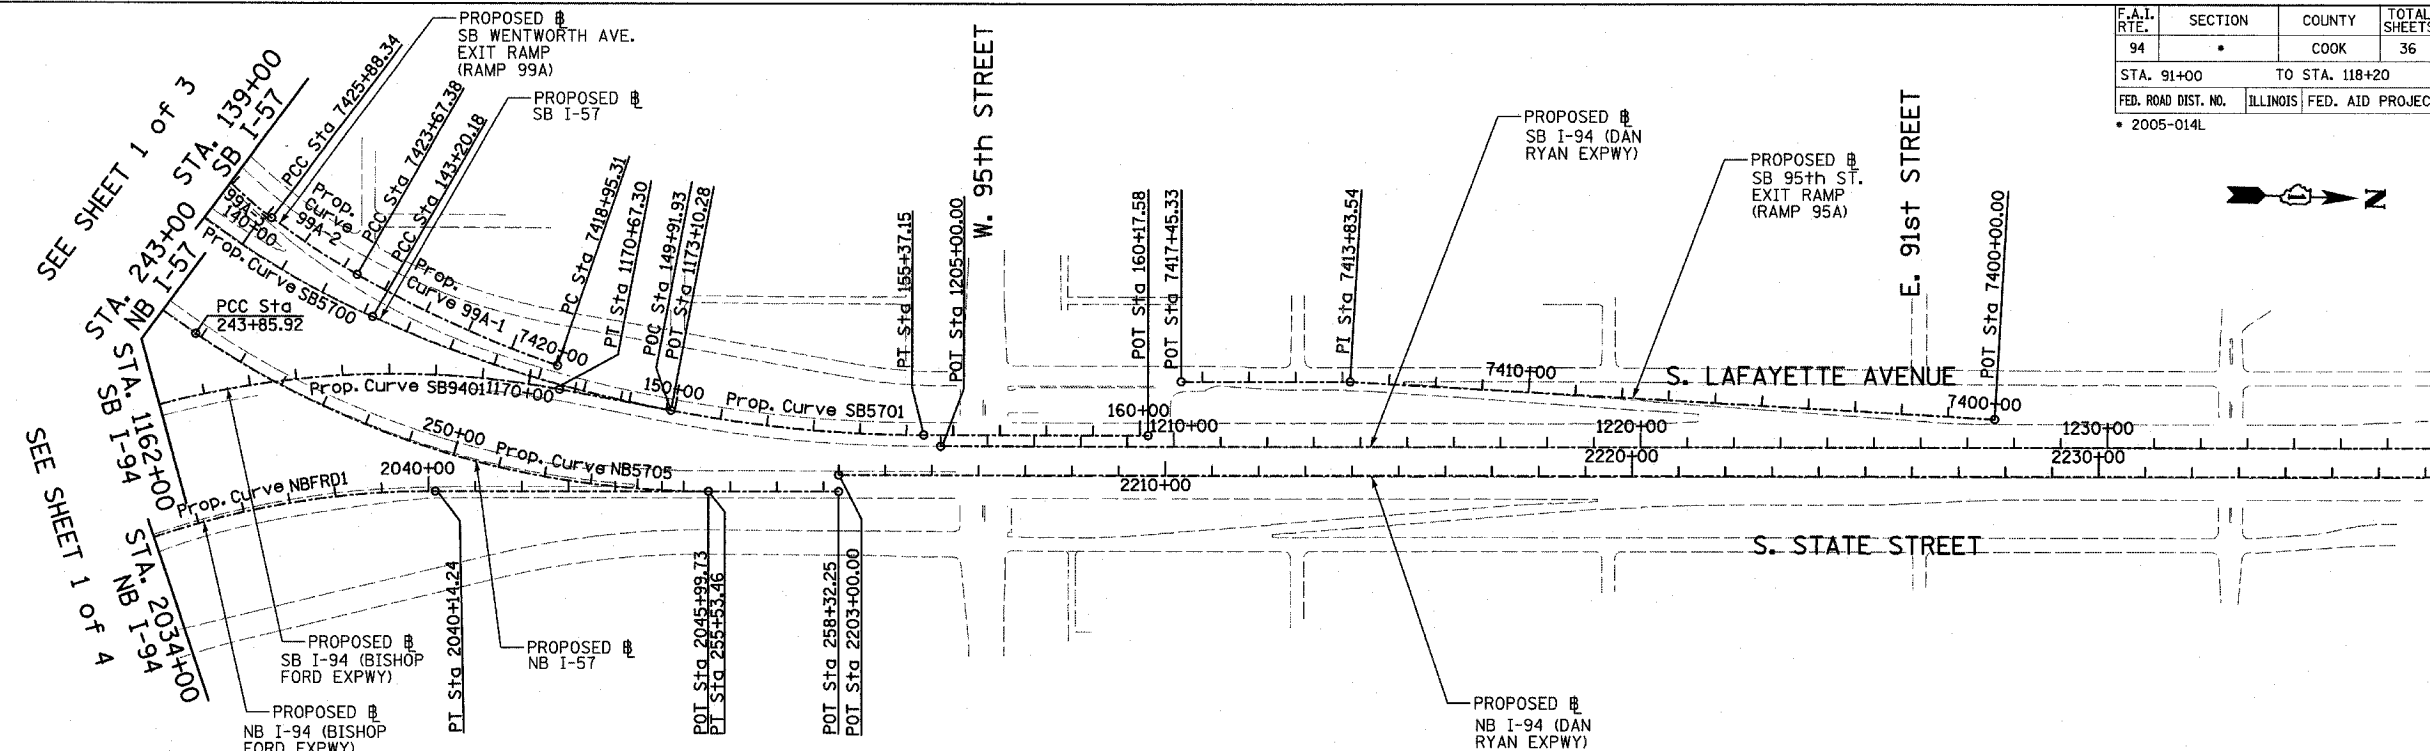 PROPOSED BL
SB WENTWORTH AVE.
EXIT RAMP
(RAMP 99A)
PROPOSED BL
SB I-57
SEE SHEET 1 of 3
STA. 139+00
SB I-57
STA. 243+00
NB I-57
PCC Sta 7425+88.34
PCC Sta 7423+67.38
PCC Sta 143+20.18
99A-3
140+00
Prop.
Curve
99A-2
Prop.
Curve 99A-1
Prop. Curve SB5700
PCC Sta
243+85.92
7420+00
PC Sta 7418+95.31
PT Sta 1170+67.30
POC Sta 149+91.93
POT Sta 1173+10.28
W. 95th STREET
PT Sta 155+37.15
POT Sta 1205+00.00
POT Sta 160+17.58
POT Sta 7417+45.33
PI Sta 7413+83.54
PROPOSED BL
SB I-94 (DAN
RYAN EXPWY)
PROPOSED BL
SB 95th ST.
EXIT RAMP
(RAMP 95A)
E. 91st STREET
POT Sta 7400+00.00
F.A.I.
RTE.
SECTION
COUNTY
TOTAL
SHEETS
94
*
COOK
36
STA. 91+00
TO STA. 118+20
FED. ROAD DIST. NO.
ILLINOIS
FED. AID PROJEC
* 2005-014L
N
STA. 1162+00
SB I-94
Prop. Curve SB9401
1170+00
150+00
Prop. Curve SB5701
160+00
1210+00
7410+00
S. LAFAYETTE AVENUE
7400+00
1220+00
1230+00
250+00
Prop. Curve NB5705
2040+00
Prop. Curve NBFRD1
2210+00
2220+00
2230+00
S. STATE STREET
SEE SHEET 1 of 4
STA. 2034+00
NB I-94
PROPOSED BL
SB I-94 (BISHOP
FORD EXPWY)
PROPOSED BL
NB I-94 (BISHOP
FORD EXPWY)
PT Sta 2040+14.24
PROPOSED BL
NB I-57
POT Sta 2045+99.73
PT Sta 255+53.46
POT Sta 258+32.25
POT Sta 2203+00.00
PROPOSED BL
NB I-94 (DAN
RYAN EXPWY)